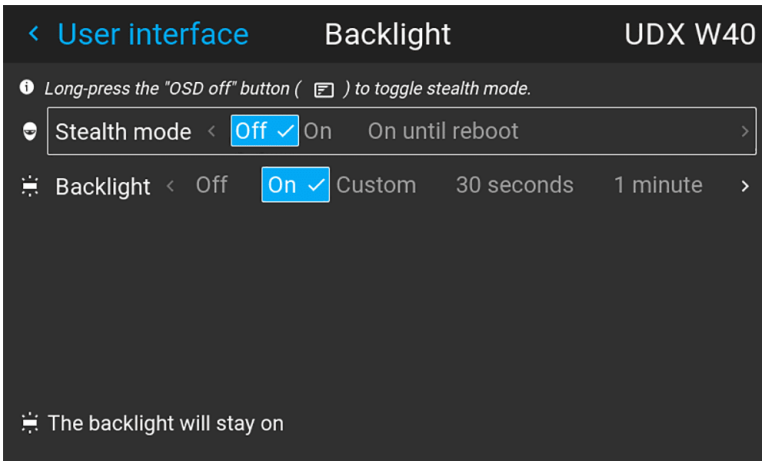 User interface Backlight UDX W40
Long-press the "OSD off" button ( ) to toggle stealth mode.
Stealth mode Off On On until reboot
Backlight Off On Custom 30 seconds 1 minute
The backlight will stay on